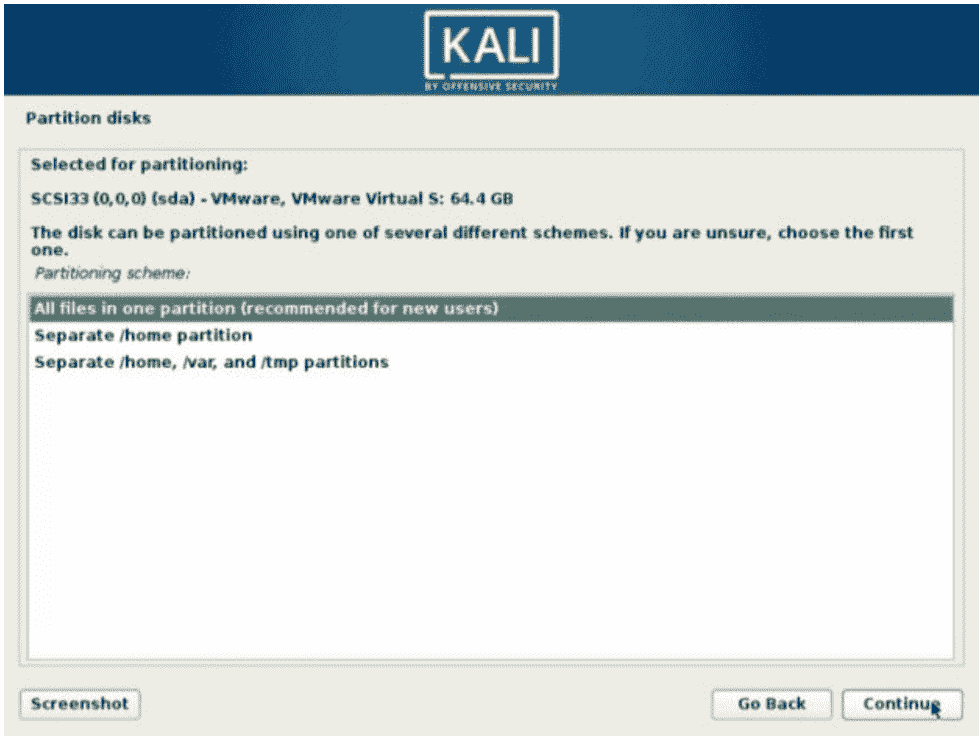 KALI
BY OFFENSIVE SECURITY
Partition disks
Selected for partitioning:
SCSI33 (0,0,0) (sda) - VMware, VMware Virtual S: 64.4 GB
The disk can be partitioned using one of several different schemes. If you are unsure, choose the first
one.
Partitioning scheme:
All files in one partition (recommended for new users)
Separate /home partition
Separate /home, /var, and /tmp partitions
Screenshot
Go Back
Continue